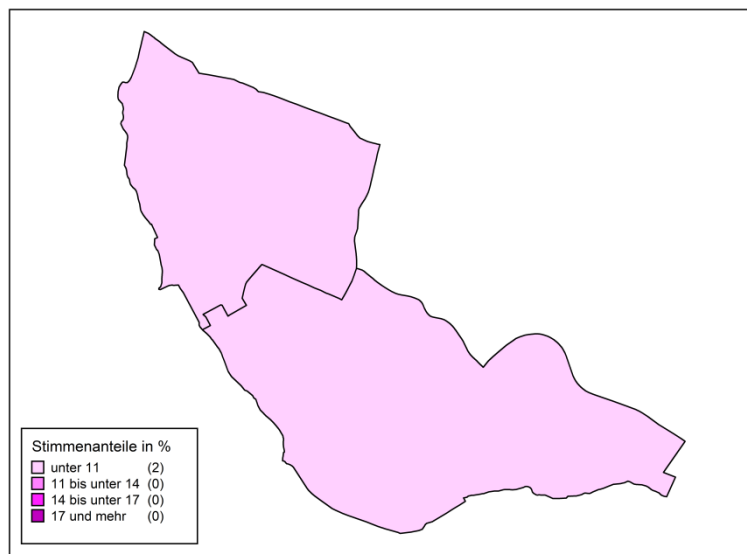 Stimmenanteile in %
unter 11 (2)
11 bis unter 14 (0)
14 bis unter 17 (0)
17 und mehr (0)